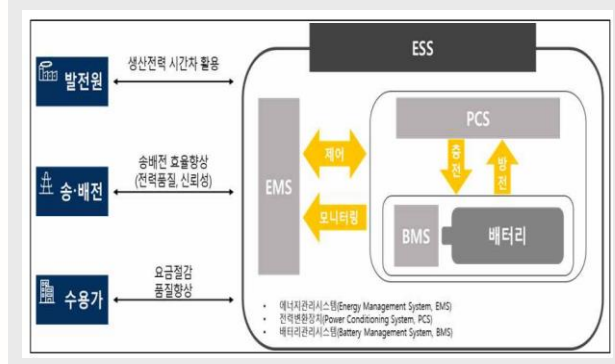 ESS
발전원
생산전력 시간차 활용
PCS
제어
충전
방전
EMS
송·배전
송배전 효율향상
(전력품질, 신뢰성)
모니터링
BMS
배터리
수용가
요금절감
품질향상
• 에너지관리시스템(Energy Management System, EMS)
• 전력변환장치(Power Conditioning System, PCS)
• 배터리관리시스템(Battery Management System, BMS)